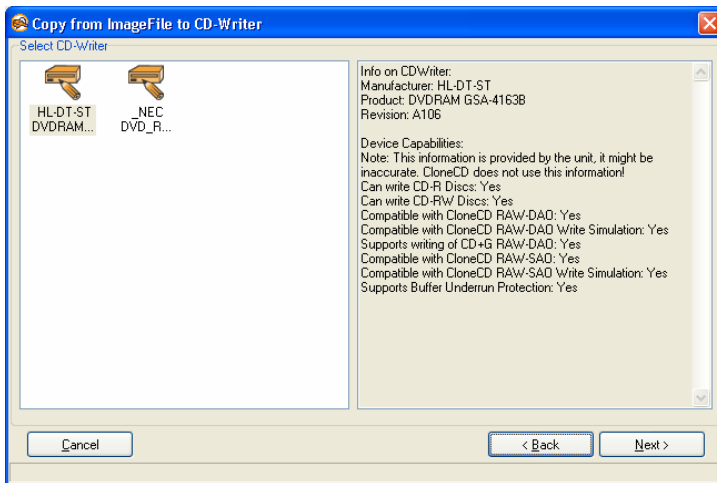 Copy from ImageFile to CD-Writer
Select CD-Writer
HL-DT-ST
DVDRAM...
_NEC
DVD_R...
Info on CDWriter:
Manufacturer: HL-DT-ST
Product: DVDRAM GSA-4163B
Revision: A106
Device Capabilities:
Note: This information is provided by the unit, it might be
inaccurate. CloneCD does not use this information!
Can write CD-R Discs: Yes
Can write CD-RW Discs: Yes
Compatible with CloneCD RAW-DAO: Yes
Compatible with CloneCD RAW-DAO Write Simulation: Yes
Supports writing of CD+G RAW-DAO: Yes
Compatible with CloneCD RAW-SAO: Yes
Compatible with CloneCD RAW-SAO Write Simulation: Yes
Supports Buffer Underrun Protection: Yes
Cancel
< Back
Next >